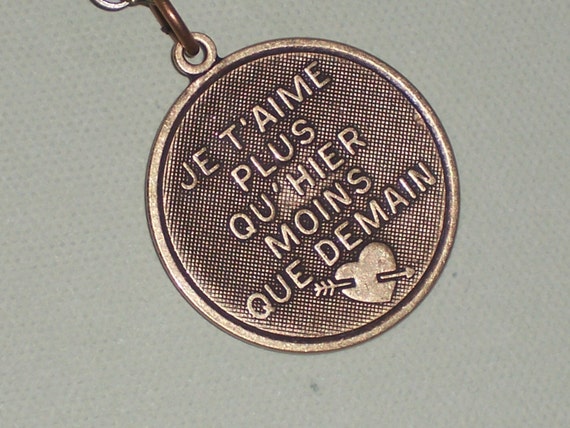 JE T'AIME
PLUS
QU'HIER
MOINS
QUE DEMAIN